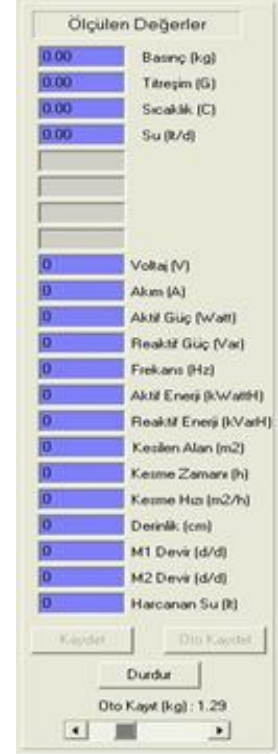 Ölçülen Değerler
0.00 Basınç (kg)
0.00 Titreşim (G)
0.00 Sıcaklık (C)
0.00 Su (lt/d)
0 Voltaj (V)
0 Akım (A)
0 Aktif Güç (Watt)
0 Reaktif Güç (Var)
0 Frekans (Hz)
0 Aktif Enerji (kWattH)
0 Reaktif Enerji (kVarH)
0 Kesilen Alan (m2)
0 Kesme Zamanı (h)
0 Kesme Hızı (m2/h)
0 Derinlik (cm)
0 M1 Devir (d/d)
0 M2 Devir (d/d)
0 Harcanan Su (lt)
Kaydet Oto Kaydet
Durdur
Oto Kayıt (kg) : 1.29